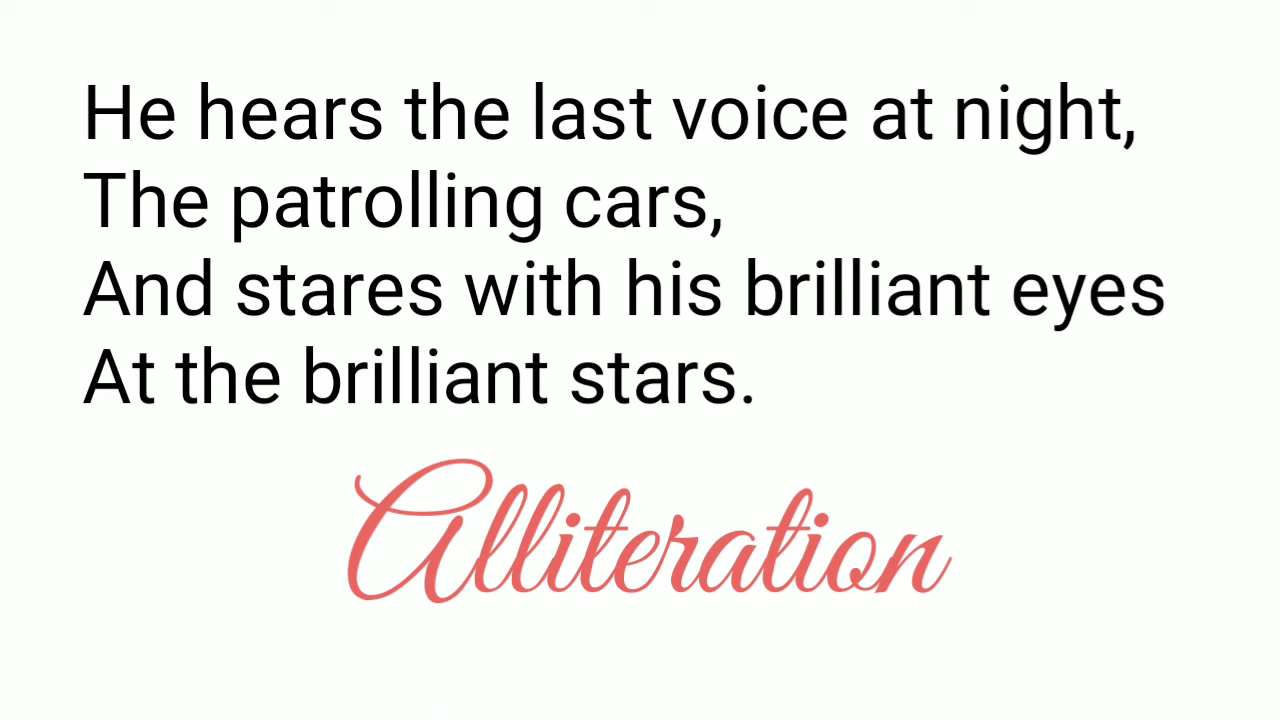 He hears the last voice at night,
The patrolling cars,
And stares with his brilliant eyes
At the brilliant stars.
Alliteration